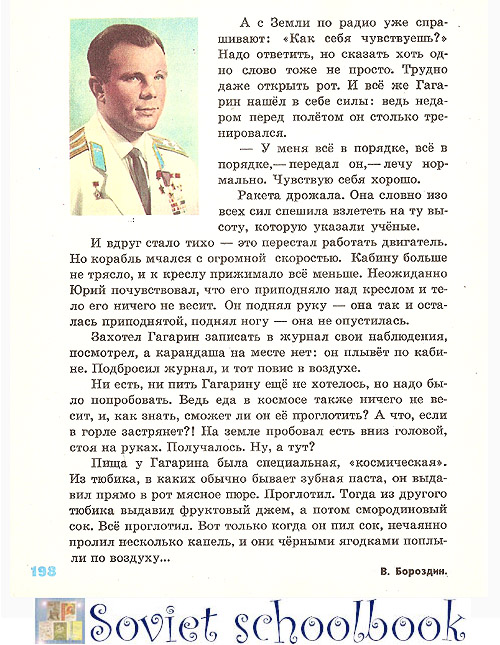 А с Земли по радио уже спра-
шивают: «Как себя чувствуешь?»
Надо ответить, но сказать хоть од-
но слово тоже не просто. Трудно
даже открыть рот. И всё же Гага-
рин нашёл в себе силы: ведь неда-
ром перед полётом он столько тре-
нировался.
— У меня всё в порядке, всё в
порядке,— передал он,— лечу нор-
мально. Чувствую себя хорошо.
Ракета дрожала. Она словно изо
всех сил спешила взлететь на ту вы-
соту, которую указали учёные.
И вдруг стало тихо — это перестал работать двигатель.
Но корабль мчался с огромной скоростью. Кабину больше
не трясло, и к креслу прижимало всё меньше. Неожиданно
Юрий почувствовал, что его приподняло над креслом и те-
ло его ничего не весит. Он поднял руку — она так и оста-
лась приподнятой, поднял ногу — она не опустилась.
Захотел Гагарин записать в журнал свои наблюдения,
посмотрел, а карандаша на месте нет: он плывёт по каби-
не. Подбросил журнал, и тот повис в воздухе.
Ни есть, ни пить Гагарину ещё не хотелось, но надо бы-
ло попробовать. Ведь еда в космосе также ничего не ве-
сит, и, как знать, сможет ли он её проглотить? А что, если
в горле застрянет?! На земле пробовал есть вниз головой,
стоя на руках. Получалось. Ну, а тут?
Пища у Гагарина была специальная, «космическая».
Из тюбика, в каких обычно бывает зубная паста, он выда-
вил прямо в рот мясное пюре. Проглотил. Тогда из другого
тюбика выдавил фруктовый джем, а потом смородиновый
сок. Всё проглотил. Вот только когда он пил сок, нечаянно
пролил несколько капель, и они чёрными ягодками поплы-
ли по воздуху...
198 В. Бороздин.
Soviet schoolbook